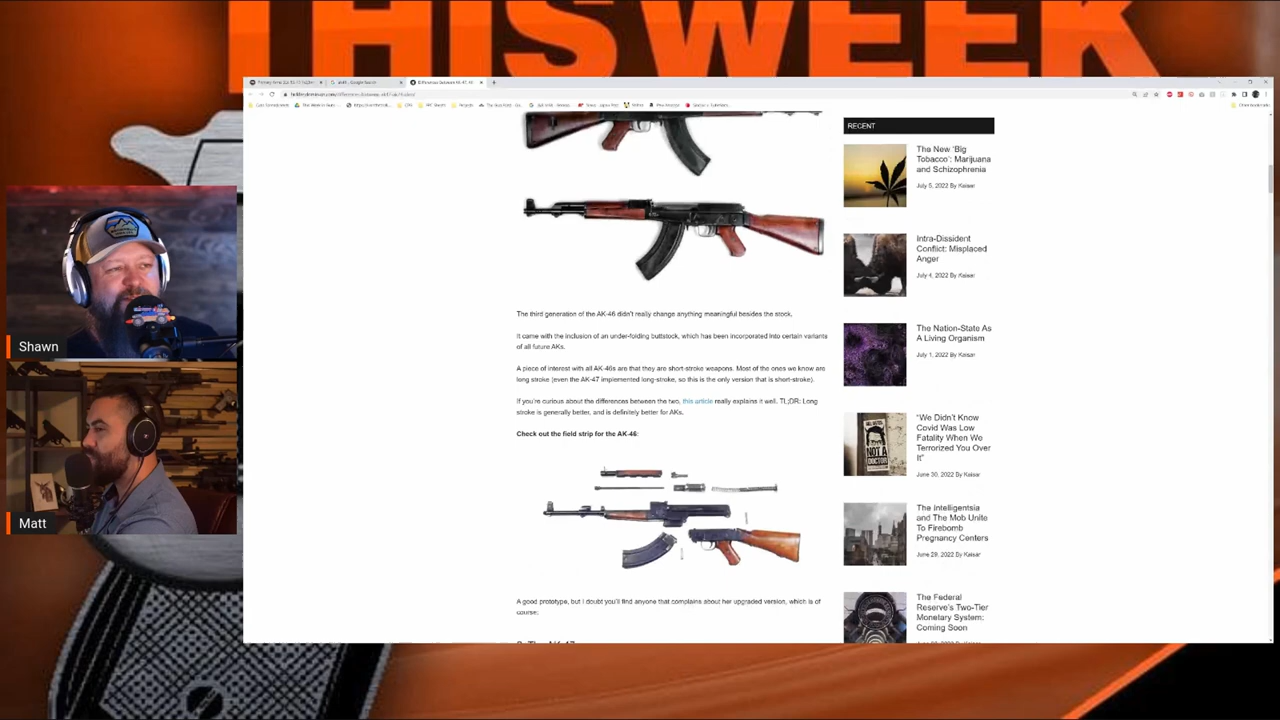 THIS WEEK
RECENT
The New 'Big
Tobacco': Marijuana
and Schizophrenia
July 5, 2022 By Kaisar
Intra-Dissident
Conflict: Misplaced
Anger
July 4, 2022 By Kaisar
The third generation of the AK-46 didn't really change anything meaningful besides the stock.
It came with the inclusion of an under-folding buttstock, which has been incorporated into certain variants
of all future AKs.
The Nation-State As
A Living Organism
July 1, 2022 By Kaisar
Shawn
A piece of interest with all AK-46s are that they are short-stroke weapons. Most of the ones we know are
long stroke (even the AK-47 implemented long-stroke, so this is the only version that is short-stroke).
If you're curious about the differences between the two, this article really explains it well. TL;DR: Long
stroke is generally better, and is definitely better for AKs.
Check out the field strip for the AK-46:
"We Didn't Know
Covid Was Low
Fatality When We
Terrorized You Over
It"
June 30, 2022 By Kaisar
NOT A
DOCTOR
Matt
The Intelligentsia
and The Mob Unite
To Firebomb
Pregnancy Centers
June 29, 2022 By Kaisar
A good prototype, but I doubt you'll find anyone that complains about her upgraded version, which is of
course:
The Federal
Reserve's Two-Tier
Monetary System:
Coming Soon